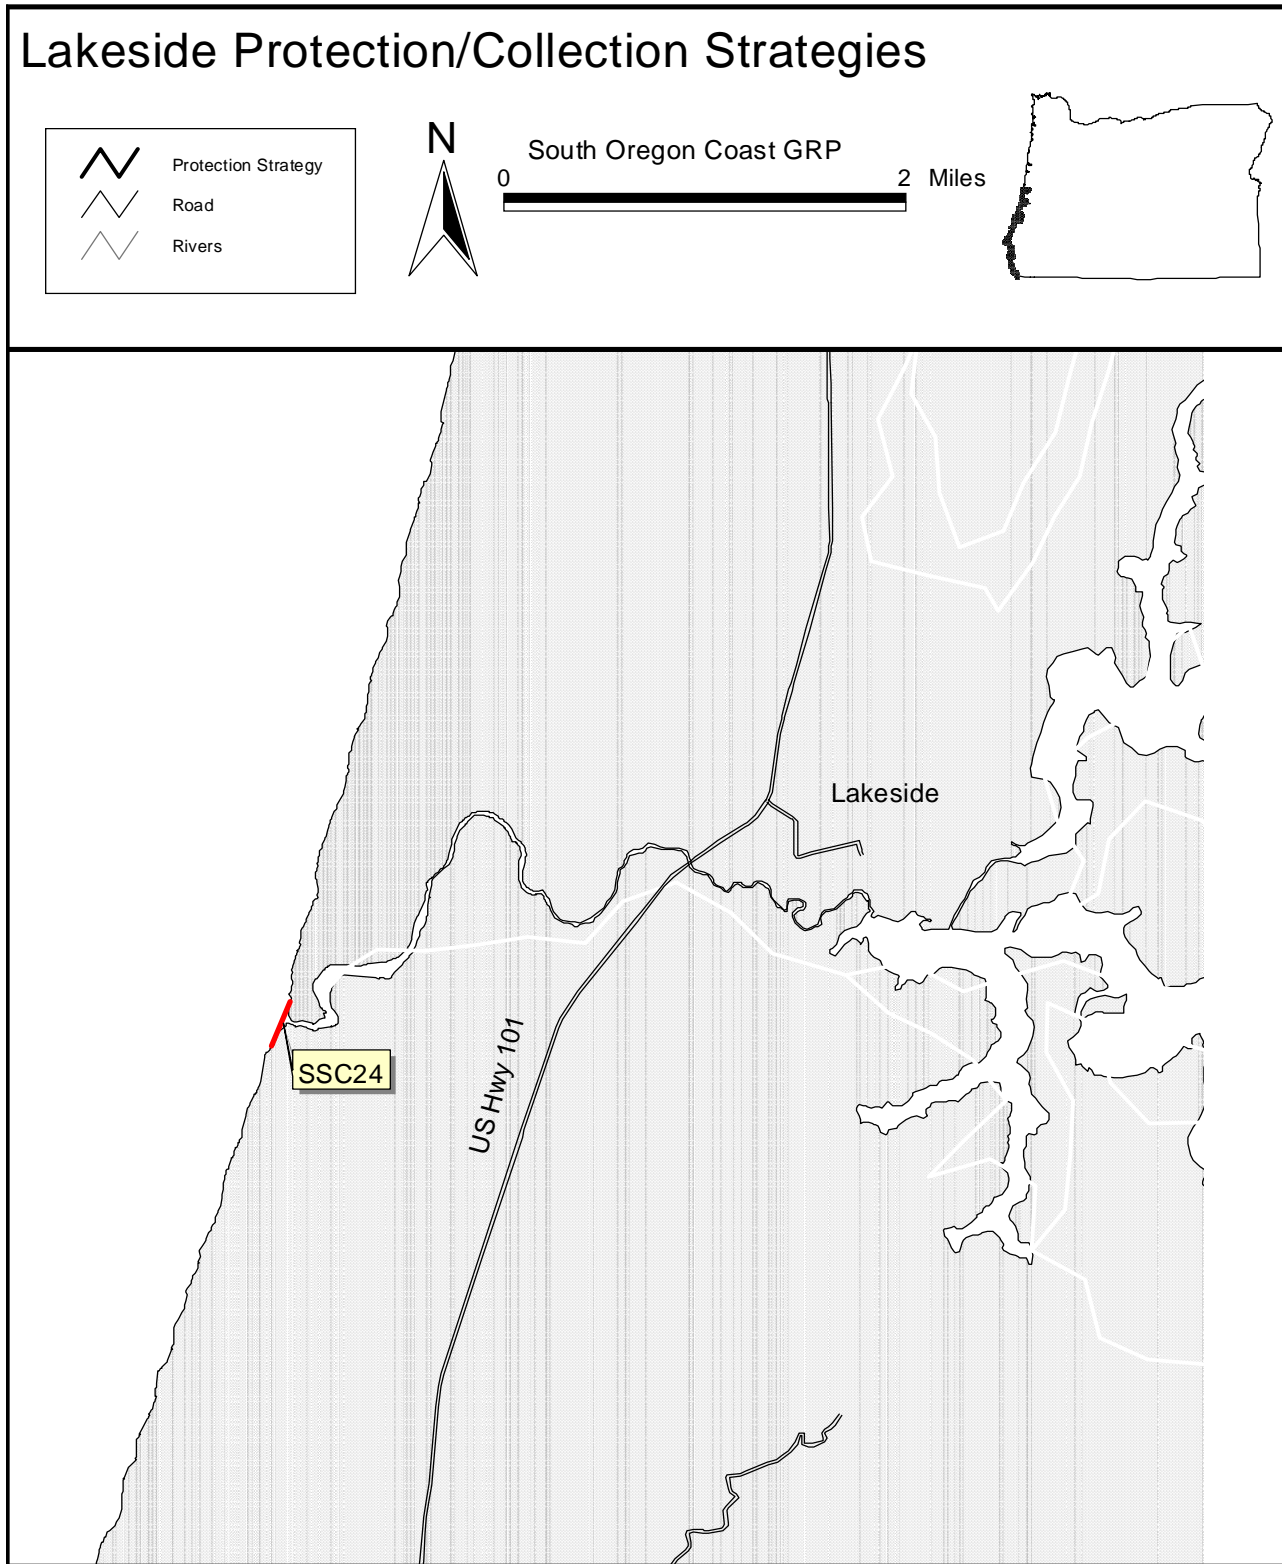 Lakeside Protection/Collection Strategies
Protection Strategy
Road
Rivers
N
South Oregon Coast GRP
0 2 Miles
Lakeside
SSC24
US Hwy 101